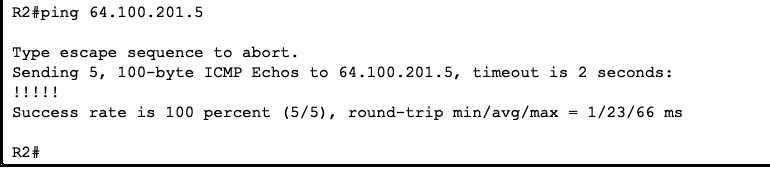 R2#ping 64.100.201.5
Type escape sequence to abort.
Sending 5, 100-byte ICMP Echos to 64.100.201.5, timeout is 2 seconds:
!!!!!
Success rate is 100 percent (5/5), round-trip min/avg/max = 1/23/66 ms
R2#